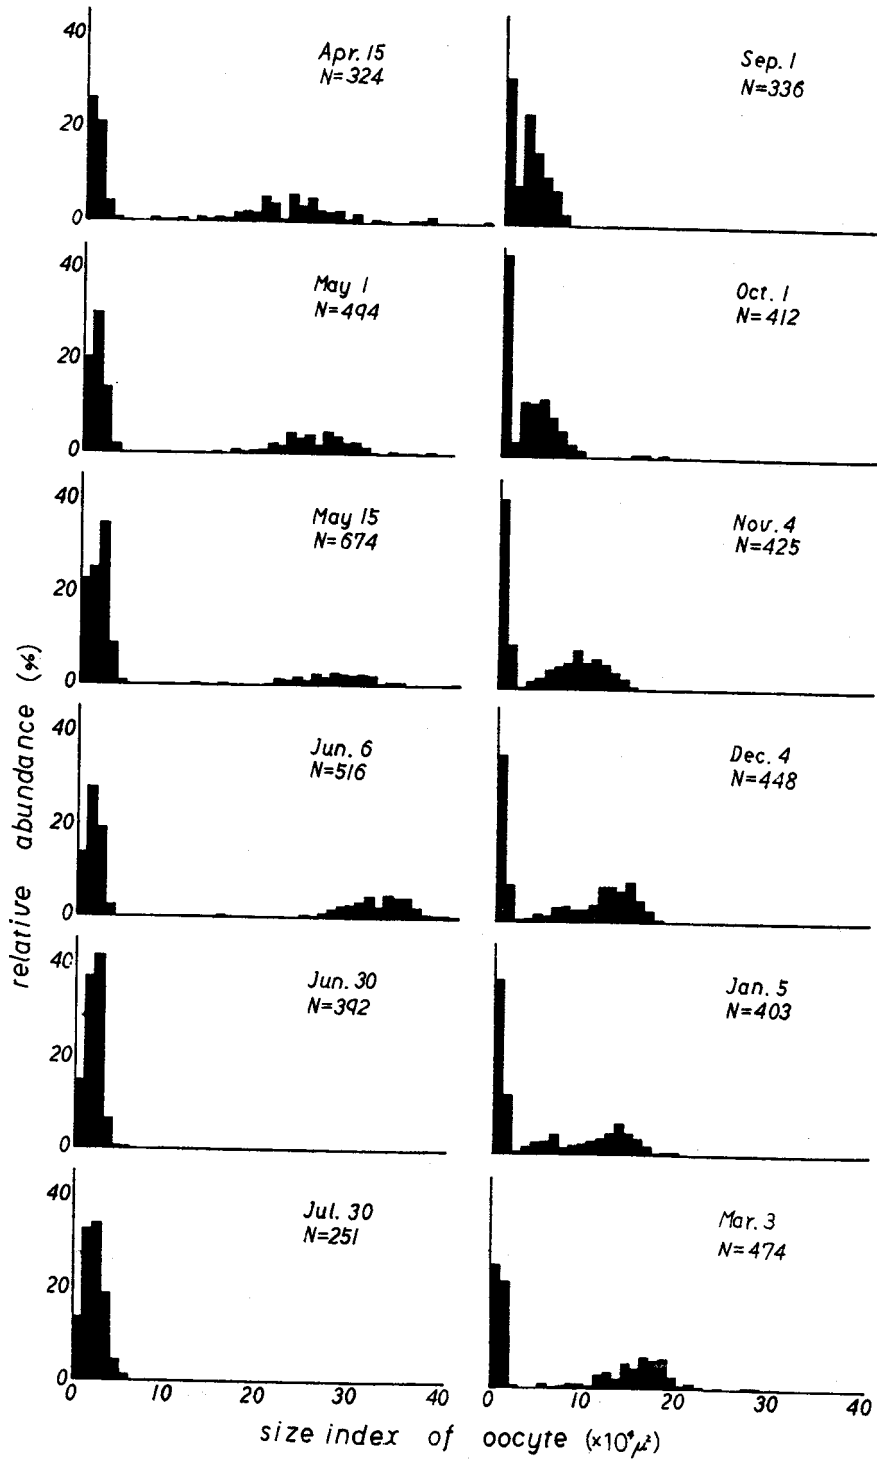 40
20
0
Apr. 15
N=324
Sep. 1
N=336
40
20
0
May 1
N=494
Oct. 1
N=412
40
20
0
May 15
N=674
Nov. 4
N=425
40
20
0
Jun. 6
N=516
Dec. 4
N=448
40
20
0
Jun. 30
N=392
Jan. 5
N=403
40
20
0
Jul. 30
N=251
Mar. 3
N=474
0 10 20 30 40
0 10 20 30 40
relative abundance (%)
size index of oocyte (×10⁴μ²)